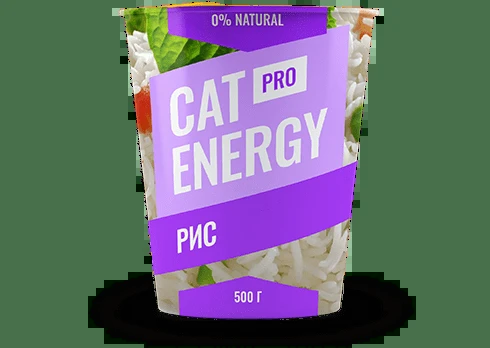 0% NATURAL
CAT PRO
ENERGY
РИС
500 Г